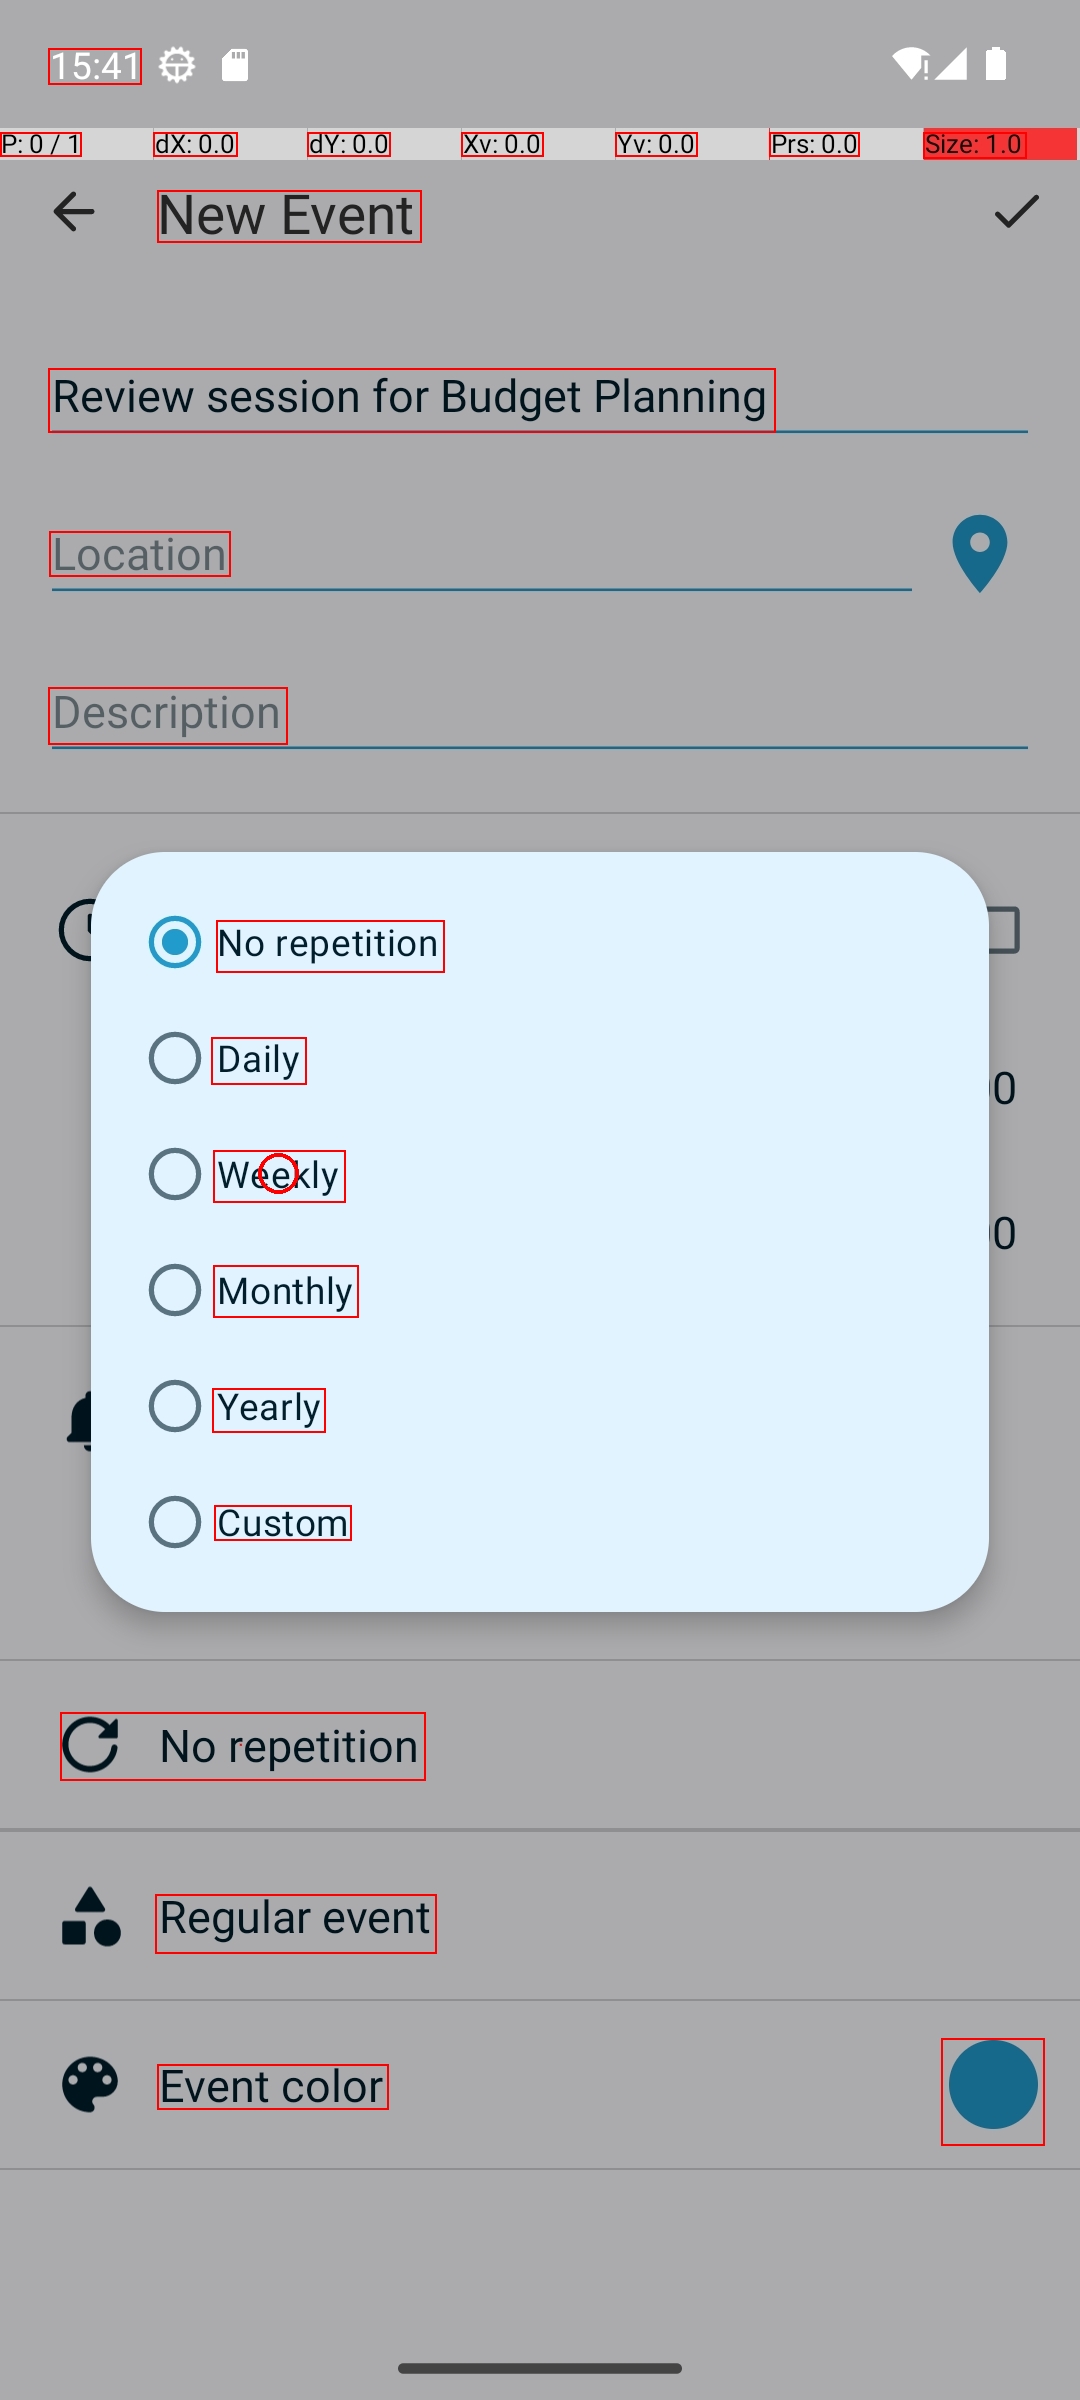 15:41
P: 0 / 1 dX: 0.0 dY: 0.0 Xv: 0.0 Yv: 0.0 Prs: 0.0 Size: 1.0
New Event
Review session for Budget Planning
Location
Description
No repetition
Daily
Weekly
Monthly
Yearly
Custom
No repetition
Regular event
Event color